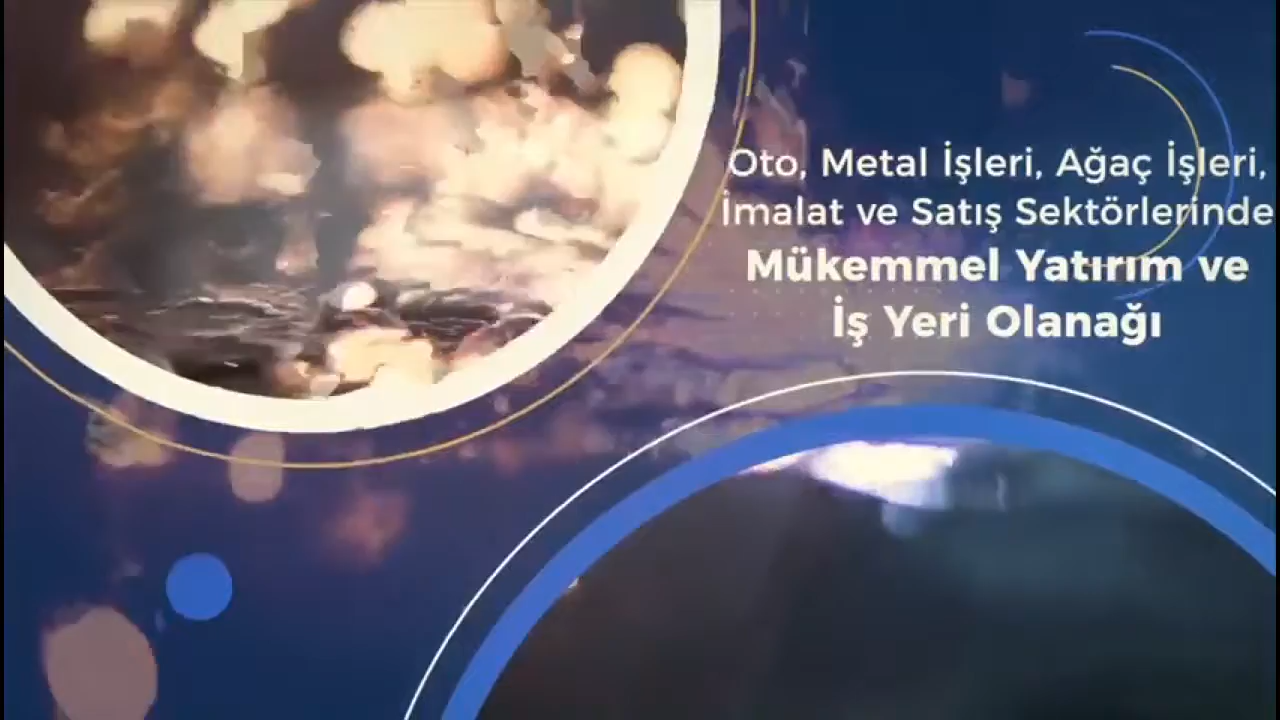 Oto, Metal İşleri, Ağaç İşleri,
İmalat ve Satış Sektörlerinde
Mükemmel Yatırım ve
İş Yeri Olanağı